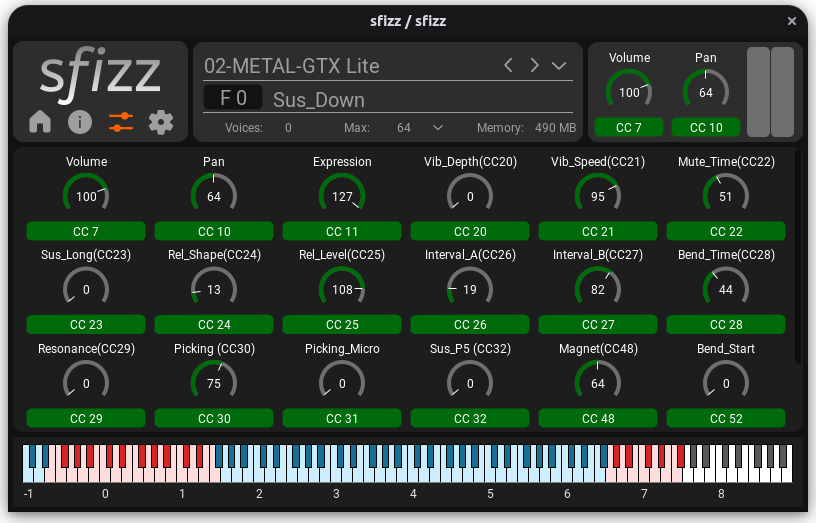 sfizz / sfizz
×
sfizz
02-METAL-GTX Lite
F 0 Sus_Down
Voices: 0 Max: 64 Memory: 490 MB
Volume Pan
100 64
CC 7 CC 10
Volume Pan Expression Vib_Depth(CC20) Vib_Speed(CC21) Mute_Time(CC22)
100 64 127 0 95 51
CC 7 CC 10 CC 11 CC 20 CC 21 CC 22
Sus_Long(CC23) Rel_Shape(CC24) Rel_Level(CC25) Interval_A(CC26) Interval_B(CC27) Bend_Time(CC28)
0 13 108 19 82 44
CC 23 CC 24 CC 25 CC 26 CC 27 CC 28
Resonance(CC29) Picking (CC30) Picking_Micro Sus_P5 (CC32) Magnet(CC48) Bend_Start
0 75 0 0 64 0
CC 29 CC 30 CC 31 CC 32 CC 48 CC 52
-1 0 1 2 3 4 5 6 7 8